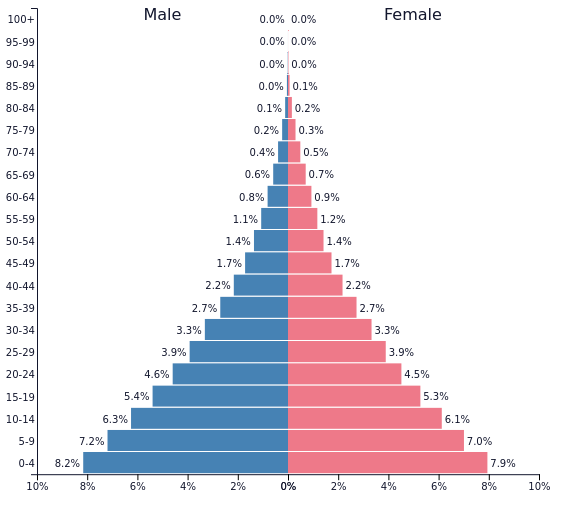 Male Female
100+ 0.0% 0.0%
95-99 0.0% 0.0%
90-94 0.0% 0.0%
85-89 0.0% 0.1%
80-84 0.1% 0.2%
75-79 0.2% 0.3%
70-74 0.4% 0.5%
65-69 0.6% 0.7%
60-64 0.8% 0.9%
55-59 1.1% 1.2%
50-54 1.4% 1.4%
45-49 1.7% 1.7%
40-44 2.2% 2.2%
35-39 2.7% 2.7%
30-34 3.3% 3.3%
25-29 3.9% 3.9%
20-24 4.6% 4.5%
15-19 5.4% 5.3%
10-14 6.3% 6.1%
5-9 7.2% 7.0%
0-4 8.2% 7.9%
10% 8% 6% 4% 2% 0% 2% 4% 6% 8% 10%